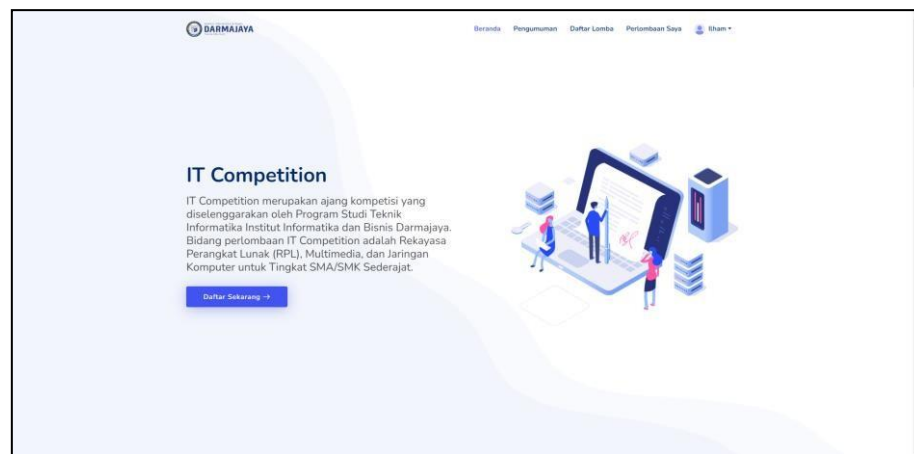 DARMAJAYA
Beranda Pengumuman Daftar Lomba Perlombaan Saya Ilham
IT Competition
IT Competition merupakan ajang kompetisi yang
diselenggarakan oleh Program Studi Teknik
Informatika Institut Informatika dan Bisnis Darmajaya.
Bidang perlombaan IT Competition adalah Rekayasa
Perangkat Lunak (RPL), Multimedia, dan Jaringan
Komputer untuk Tingkat SMA/SMK Sederajat.
Daftar Sekarang →